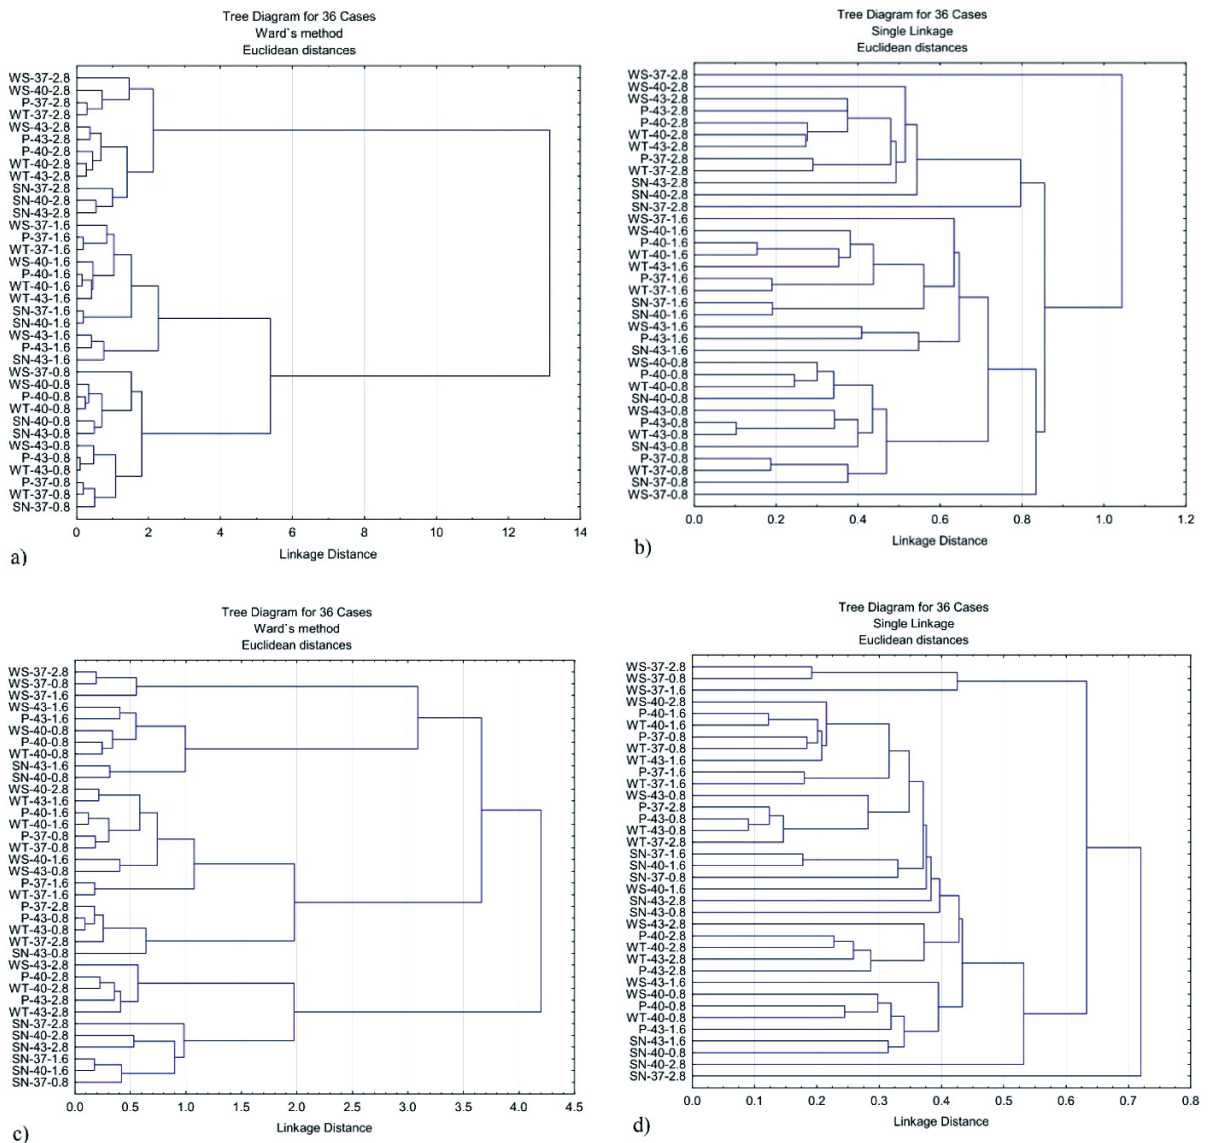 Tree Diagram for 36 Cases
Ward`s method
Euclidean distances
WS-37-2.8
WS-40-2.8
P-37-2.8
WT-37-2.8
WS-43-2.8
P-43-2.8
P-40-2.8
WT-40-2.8
WT-43-2.8
SN-37-2.8
SN-40-2.8
SN-43-2.8
WS-37-1.6
P-37-1.6
WT-37-1.6
WS-40-1.6
P-40-1.6
WT-40-1.6
WT-43-1.6
SN-37-1.6
SN-40-1.6
WS-43-1.6
P-43-1.6
SN-43-1.6
WS-37-0.8
WS-40-0.8
P-40-0.8
WT-40-0.8
SN-40-0.8
SN-43-0.8
WS-43-0.8
P-43-0.8
WT-43-0.8
P-37-0.8
WT-37-0.8
SN-37-0.8
0 2 4 6 8 10 12 14
Linkage Distance
a)
Tree Diagram for 36 Cases
Single Linkage
Euclidean distances
WS-37-2.8
WS-40-2.8
WS-43-2.8
P-43-2.8
P-40-2.8
WT-40-2.8
WT-43-2.8
P-37-2.8
WT-37-2.8
SN-43-2.8
SN-40-2.8
SN-37-2.8
WS-37-1.6
WS-40-1.6
P-40-1.6
WT-40-1.6
WT-43-1.6
P-37-1.6
WT-37-1.6
SN-37-1.6
SN-40-1.6
WS-43-1.6
P-43-1.6
SN-43-1.6
WS-40-0.8
P-40-0.8
WT-40-0.8
SN-40-0.8
WS-43-0.8
P-43-0.8
WT-43-0.8
SN-43-0.8
P-37-0.8
WT-37-0.8
SN-37-0.8
WS-37-0.8
0.0 0.2 0.4 0.6 0.8 1.0 1.2
Linkage Distance
b)
Tree Diagram for 36 Cases
Ward`s method
Euclidean distances
WS-37-2.8
WS-37-0.8
WS-37-1.6
WS-43-1.6
P-43-1.6
WS-40-0.8
P-40-0.8
WT-40-0.8
SN-43-1.6
SN-40-0.8
WS-40-2.8
WT-43-1.6
P-40-1.6
WT-40-1.6
P-37-0.8
WT-37-0.8
WS-40-1.6
WS-43-0.8
P-37-1.6
WT-37-1.6
P-37-2.8
P-43-0.8
WT-43-0.8
WT-37-2.8
SN-43-0.8
WS-43-2.8
P-40-2.8
WT-40-2.8
P-43-2.8
WT-43-2.8
SN-37-2.8
SN-40-2.8
SN-43-2.8
SN-37-1.6
SN-40-1.6
SN-37-0.8
0.0 0.5 1.0 1.5 2.0 2.5 3.0 3.5 4.0 4.5
Linkage Distance
c)
Tree Diagram for 36 Cases
Single Linkage
Euclidean distances
WS-37-2.8
WS-37-0.8
WS-37-1.6
WS-40-2.8
P-40-1.6
WT-40-1.6
P-37-0.8
WT-37-0.8
WT-43-1.6
P-37-1.6
WT-37-1.6
WS-43-0.8
P-37-2.8
P-43-0.8
WT-43-0.8
WT-37-2.8
SN-37-1.6
SN-40-1.6
SN-37-0.8
WS-40-1.6
SN-43-2.8
SN-43-0.8
WS-43-2.8
P-40-2.8
WT-40-2.8
WT-43-2.8
P-43-2.8
WS-43-1.6
WS-40-0.8
P-40-0.8
WT-40-0.8
P-43-1.6
SN-43-1.6
SN-40-0.8
SN-40-2.8
SN-37-2.8
0.0 0.1 0.2 0.3 0.4 0.5 0.6 0.7 0.8
Linkage Distance
d)